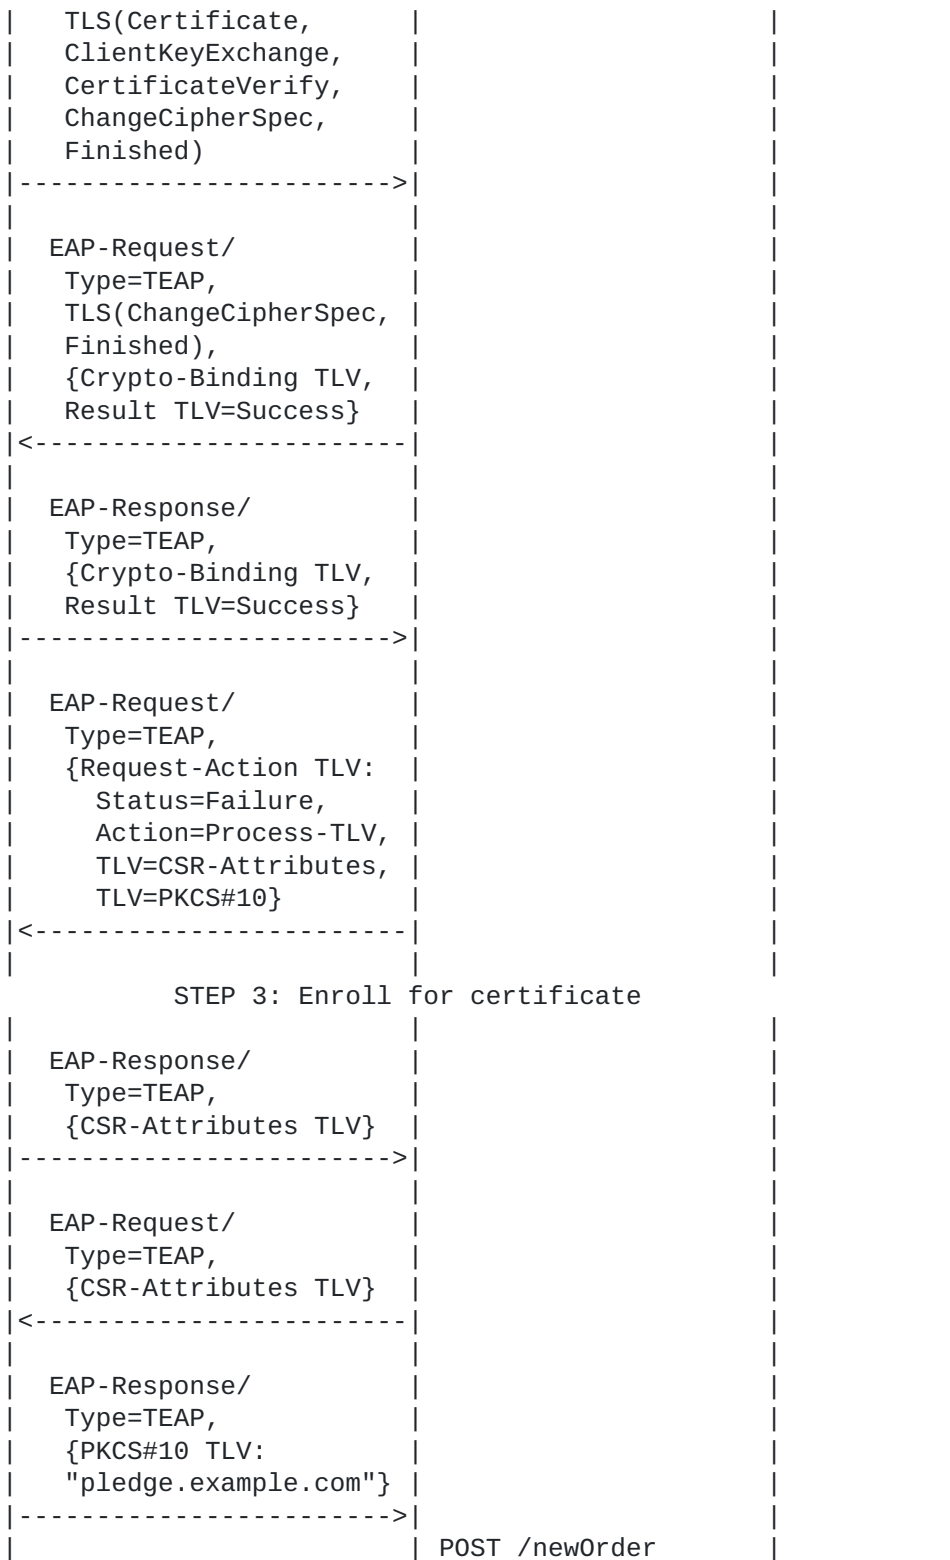 |   TLS(Certificate,      |                      |
|   ClientKeyExchange,    |                      |
|   CertificateVerify,    |                      |
|   ChangeCipherSpec,     |                      |
|   Finished)             |                      |
|------------------------>|                      |
|                         |                      |
|  EAP-Request/           |                      |
|   Type=TEAP,            |                      |
|   TLS(ChangeCipherSpec, |                      |
|   Finished),            |                      |
|   {Crypto-Binding TLV,  |                      |
|   Result TLV=Success}   |                      |
|<------------------------|                      |
|                         |                      |
|  EAP-Response/          |                      |
|   Type=TEAP,            |                      |
|   {Crypto-Binding TLV,  |                      |
|   Result TLV=Success}   |                      |
|------------------------>|                      |
|                         |                      |
|  EAP-Request/           |                      |
|   Type=TEAP,            |                      |
|   {Request-Action TLV:  |                      |
|     Status=Failure,     |                      |
|     Action=Process-TLV, |                      |
|     TLV=CSR-Attributes, |                      |
|     TLV=PKCS#10}        |                      |
|<------------------------|                      |
|                         |                      |
          STEP 3: Enroll for certificate
|                         |                      |
|  EAP-Response/          |                      |
|   Type=TEAP,            |                      |
|   {CSR-Attributes TLV}  |                      |
|------------------------>|                      |
|                         |                      |
|  EAP-Request/           |                      |
|   Type=TEAP,            |                      |
|   {CSR-Attributes TLV}  |                      |
|<------------------------|                      |
|                         |                      |
|  EAP-Response/          |                      |
|   Type=TEAP,            |                      |
|   {PKCS#10 TLV:         |                      |
|   "pledge.example.com"} |                      |
|------------------------>|                      |
|                         | POST /newOrder       |